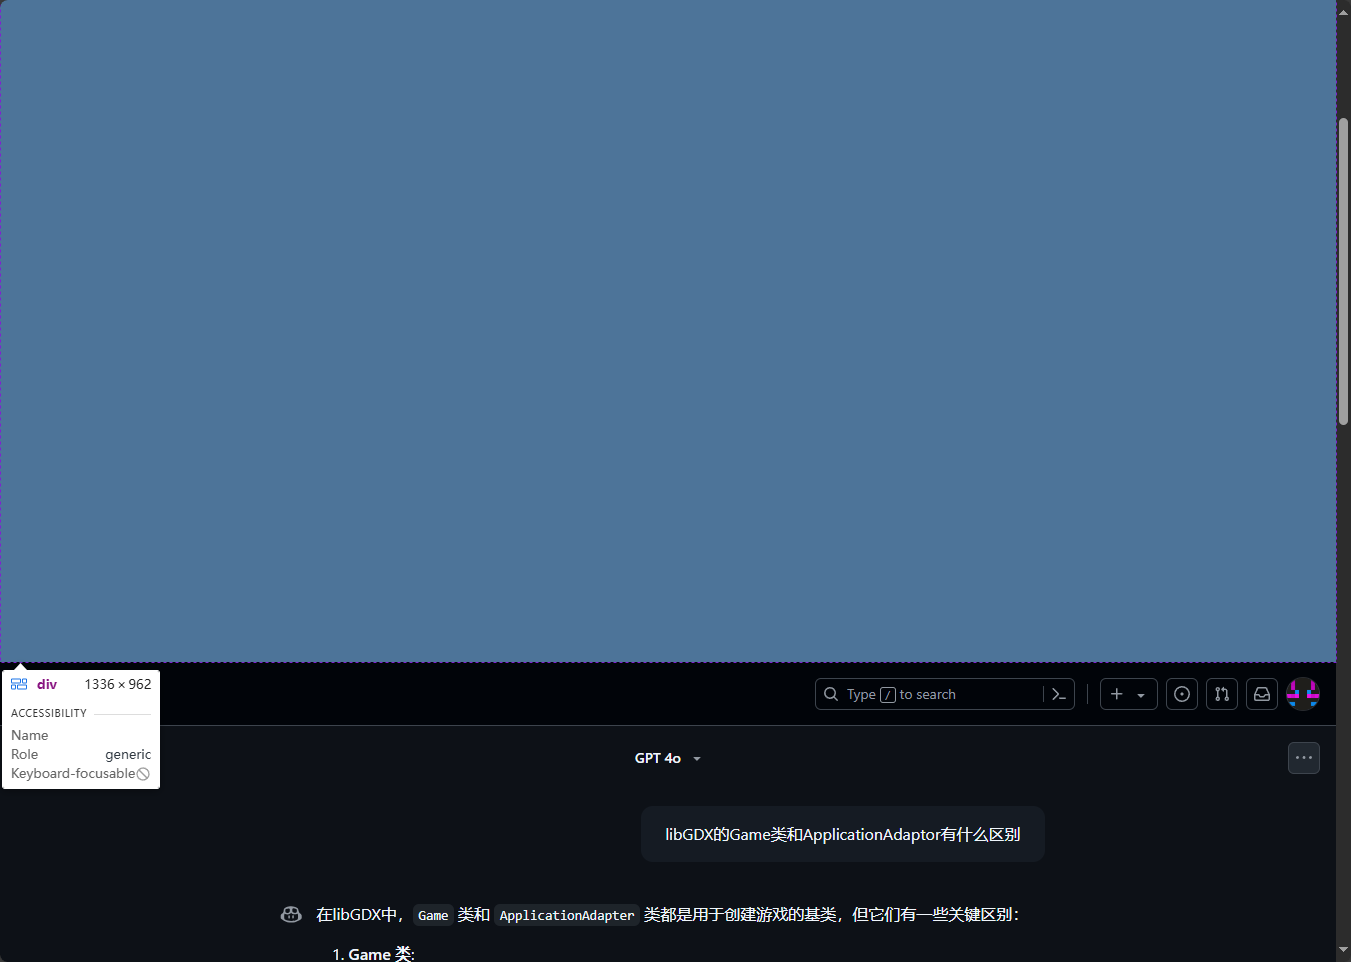 div 1336 × 962
ACCESSIBILITY
Name
Role generic
Keyboard-focusable
Type / to search
GPT 4o
libGDX的Game类和ApplicationAdaptor有什么区别
在libGDX中，Game 类和 ApplicationAdapter 类都是用于创建游戏的基类，但它们有一些关键区别：
1. Game 类: